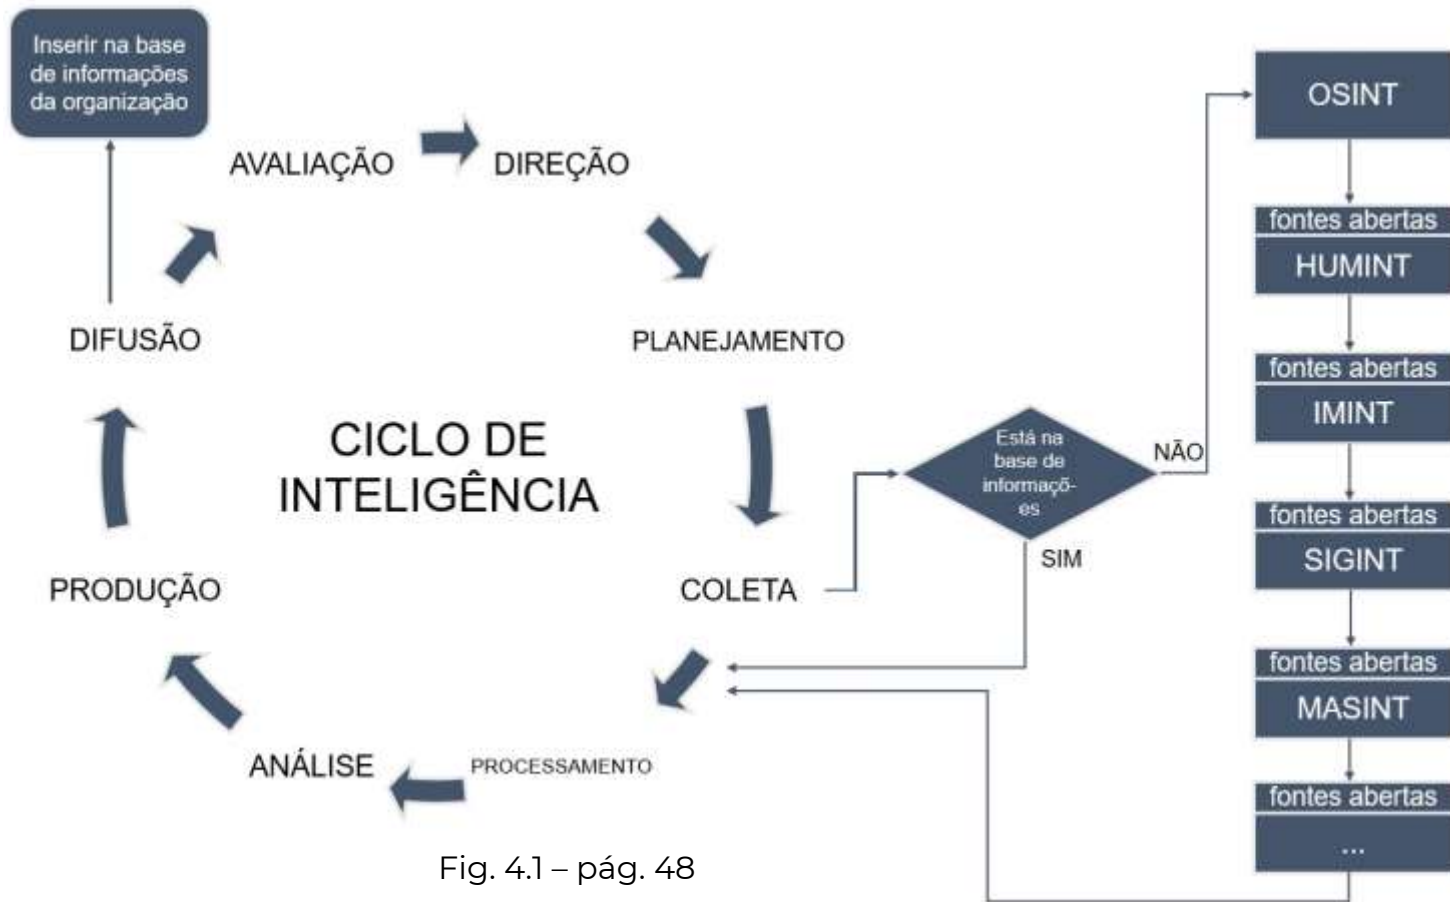 Inserir na base
de informações
da organização
AVALIAÇÃO
DIREÇÃO
DIFUSÃO
PLANEJAMENTO
CICLO DE
INTELIGÊNCIA
PRODUÇÃO
COLETA
ANÁLISE
PROCESSAMENTO
Está na
base de
informaçõ-
es
NÃO
SIM
OSINT
fontes abertas
HUMINT
fontes abertas
IMINT
fontes abertas
SIGINT
fontes abertas
MASINT
fontes abertas
...
Fig. 4.1 – pág. 48